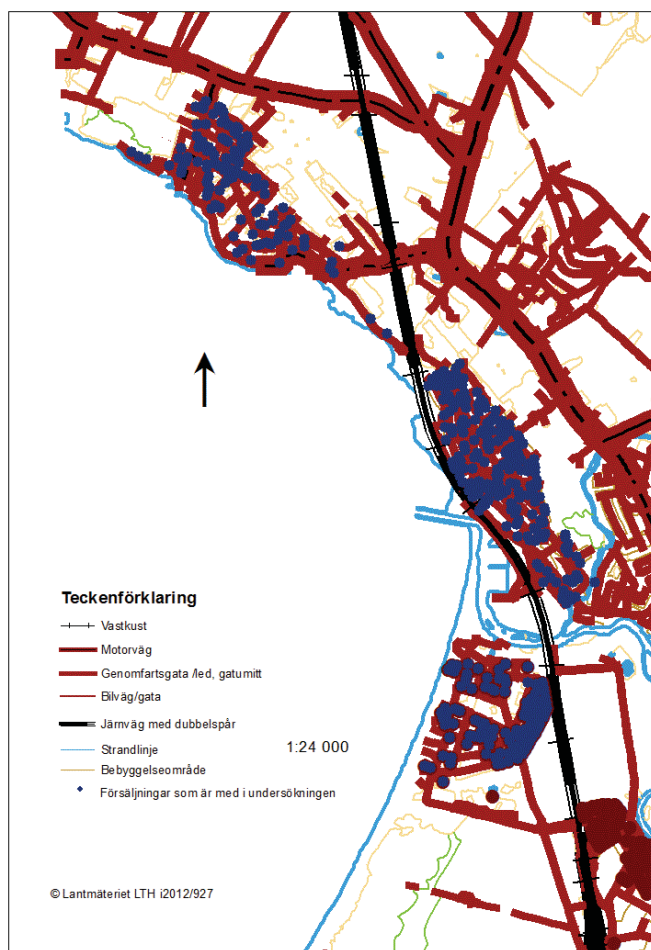 Teckenförklaring
Vastkust
Motorväg
Genomfartsgata /led, gatumitt
Bilväg/gata
Järnväg med dubbelspår
Strandlinje
1:24 000
Bebyggelseområde
Försäljningar som är med i undersökningen
© Lantmäteriet LTH i2012/927